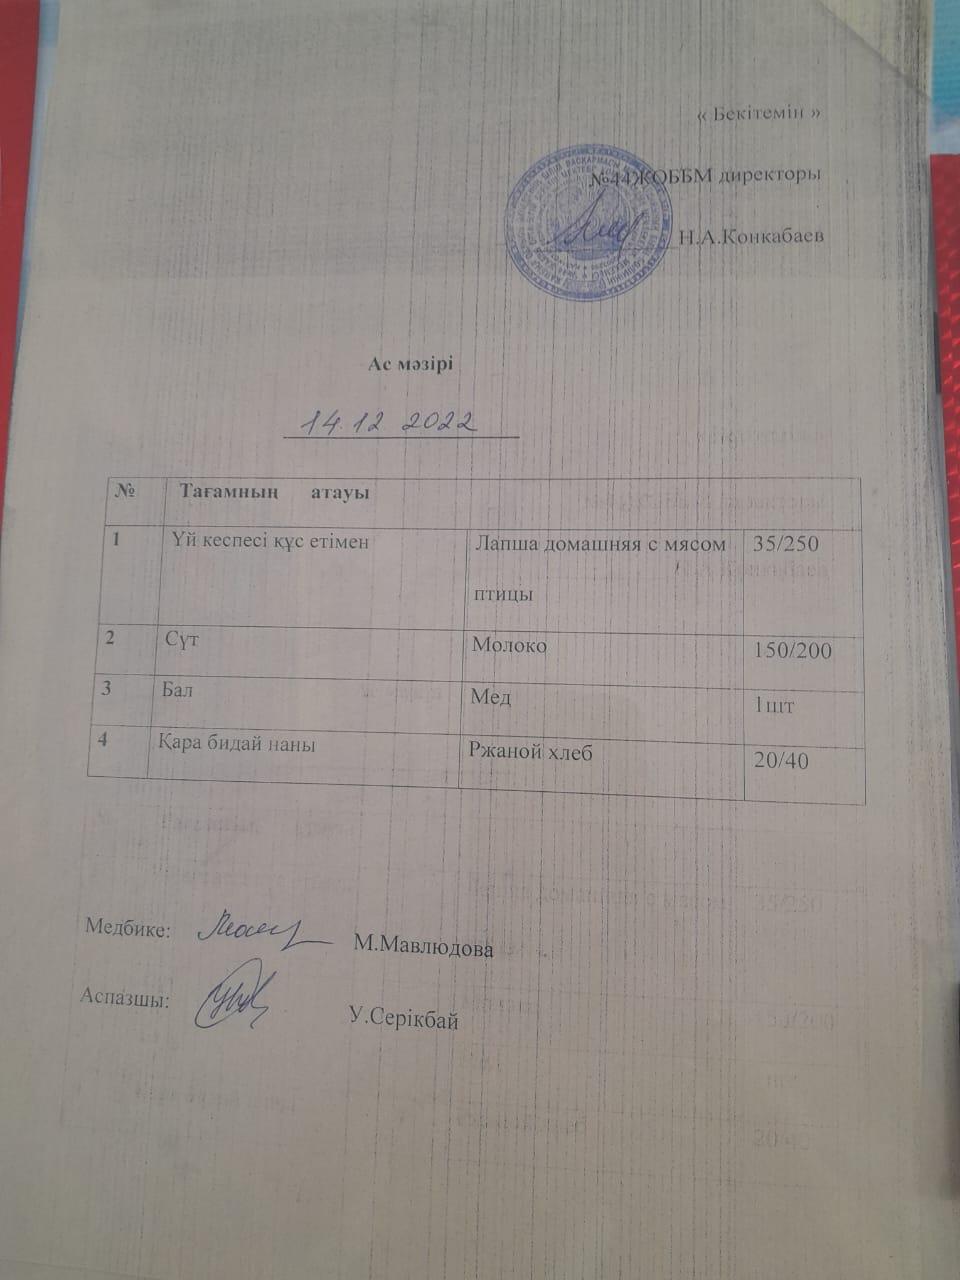 « Бекітемін »
№44ЖОББМ директоры
Н.А.Конкабаев
Ас мәзірі
14.12 2022
№ Тағамның атауы
1 Үй кеспесі құс етімен Лапша домашняя с мясом 35/250
птицы
2 Сүт Молоко 150/200
3 Бал Мед 1шт
4 Қара бидай наны Ржаной хлеб 20/40
Медбике: М.Мавлюдова
Аспазшы: У.Серікбай